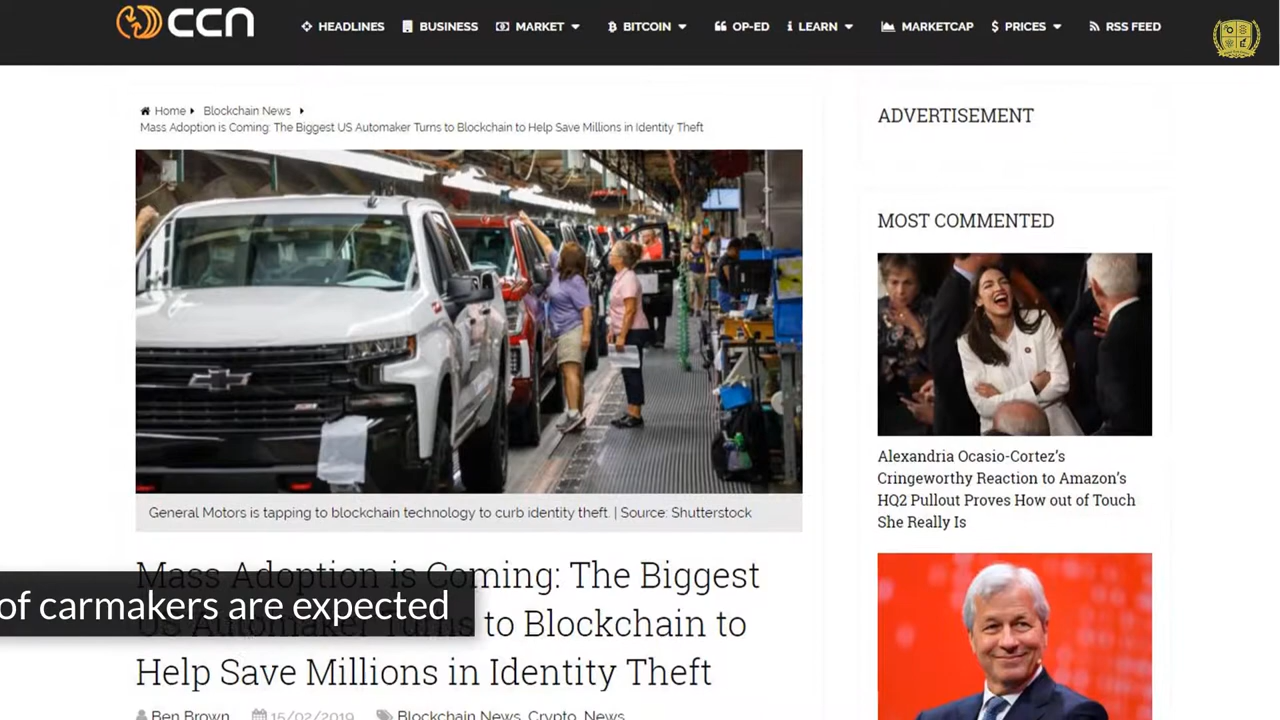 CCN
HEADLINES BUSINESS MARKET BITCOIN OP-ED LEARN MARKETCAP PRICES RSS FEED
Home Blockchain News
Mass Adoption is Coming: The Biggest US Automaker Turns to Blockchain to Help Save Millions in Identity Theft
General Motors is tapping to blockchain technology to curb identity theft. | Source: Shutterstock
Mass Adoption is Coming: The Biggest
US Automaker Turns to Blockchain to
Help Save Millions in Identity Theft
of carmakers are expected
Ben Brown 15/02/2019 Blockchain News, Crypto, News
ADVERTISEMENT
MOST COMMENTED
Alexandria Ocasio-Cortez's
Cringeworthy Reaction to Amazon's
HQ2 Pullout Proves How out of Touch
She Really Is